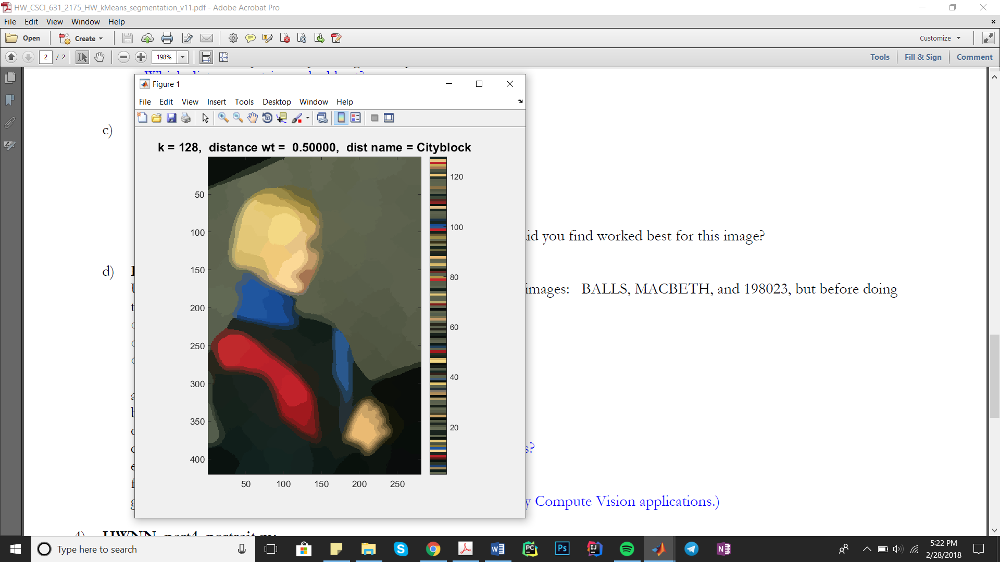 HW_CSCI_631_2175_HW_kMeans_segmentation_v11.pdf - Adobe Acrobat Pro
File Edit View Window Help
Open Create Customize
2 / 2 198% Tools Fill & Sign Comment
Figure 1
File Edit View Insert Tools Desktop Window Help
c)
k = 128, distance wt = 0.50000, dist name = Cityblock
120
50
100
100
id you find worked best for this image?
150
d)
80
images: BALLS, MACBETH, and 198023, but before doing
200
60
250
300
40
350
20
s?
400
50 100 150 200 250
y Compute Vision applications.)
4) HWNN_part4_portrait.m:
Type here to search
5:22 PM
2/28/2018